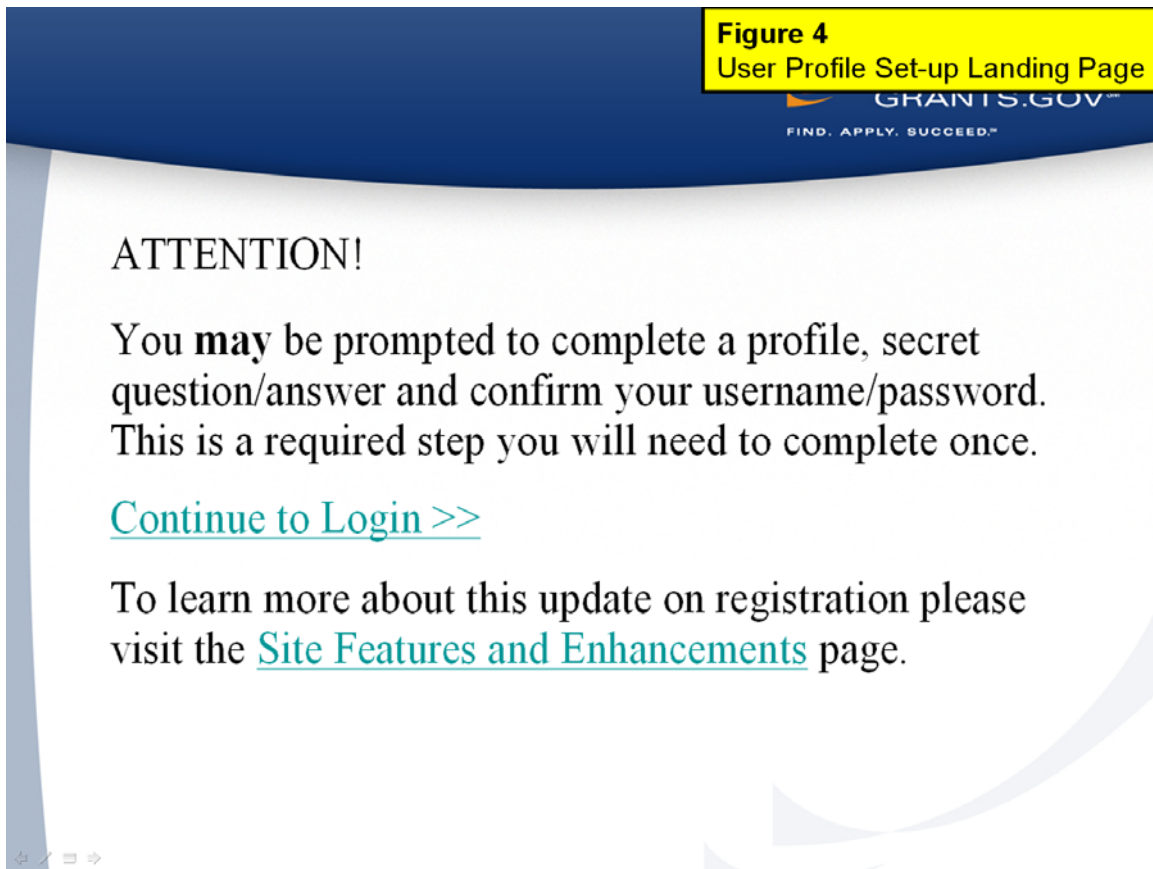 Figure 4
User Profile Set-up Landing Page
GRANTS.GOV℠
FIND. APPLY. SUCCEED.℠
ATTENTION!
You may be prompted to complete a profile, secret
question/answer and confirm your username/password.
This is a required step you will need to complete once.
Continue to Login >>
To learn more about this update on registration please
visit the Site Features and Enhancements page.